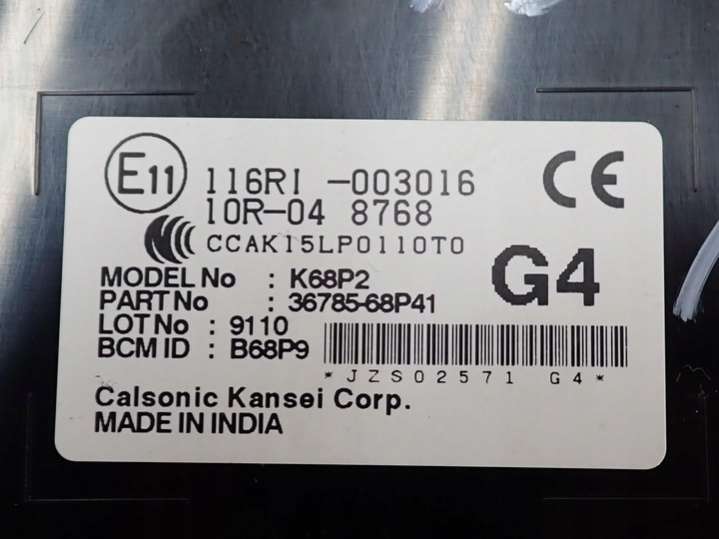 E11
116RI -003016
10R-04 8768
CE
CCAK15LP0110T0
G4
MODEL No : K68P2
PART No : 36785-68P41
LOT No : 9110
BCM ID : B68P9
*JZS02571 G4*
Calsonic Kansei Corp.
MADE IN INDIA